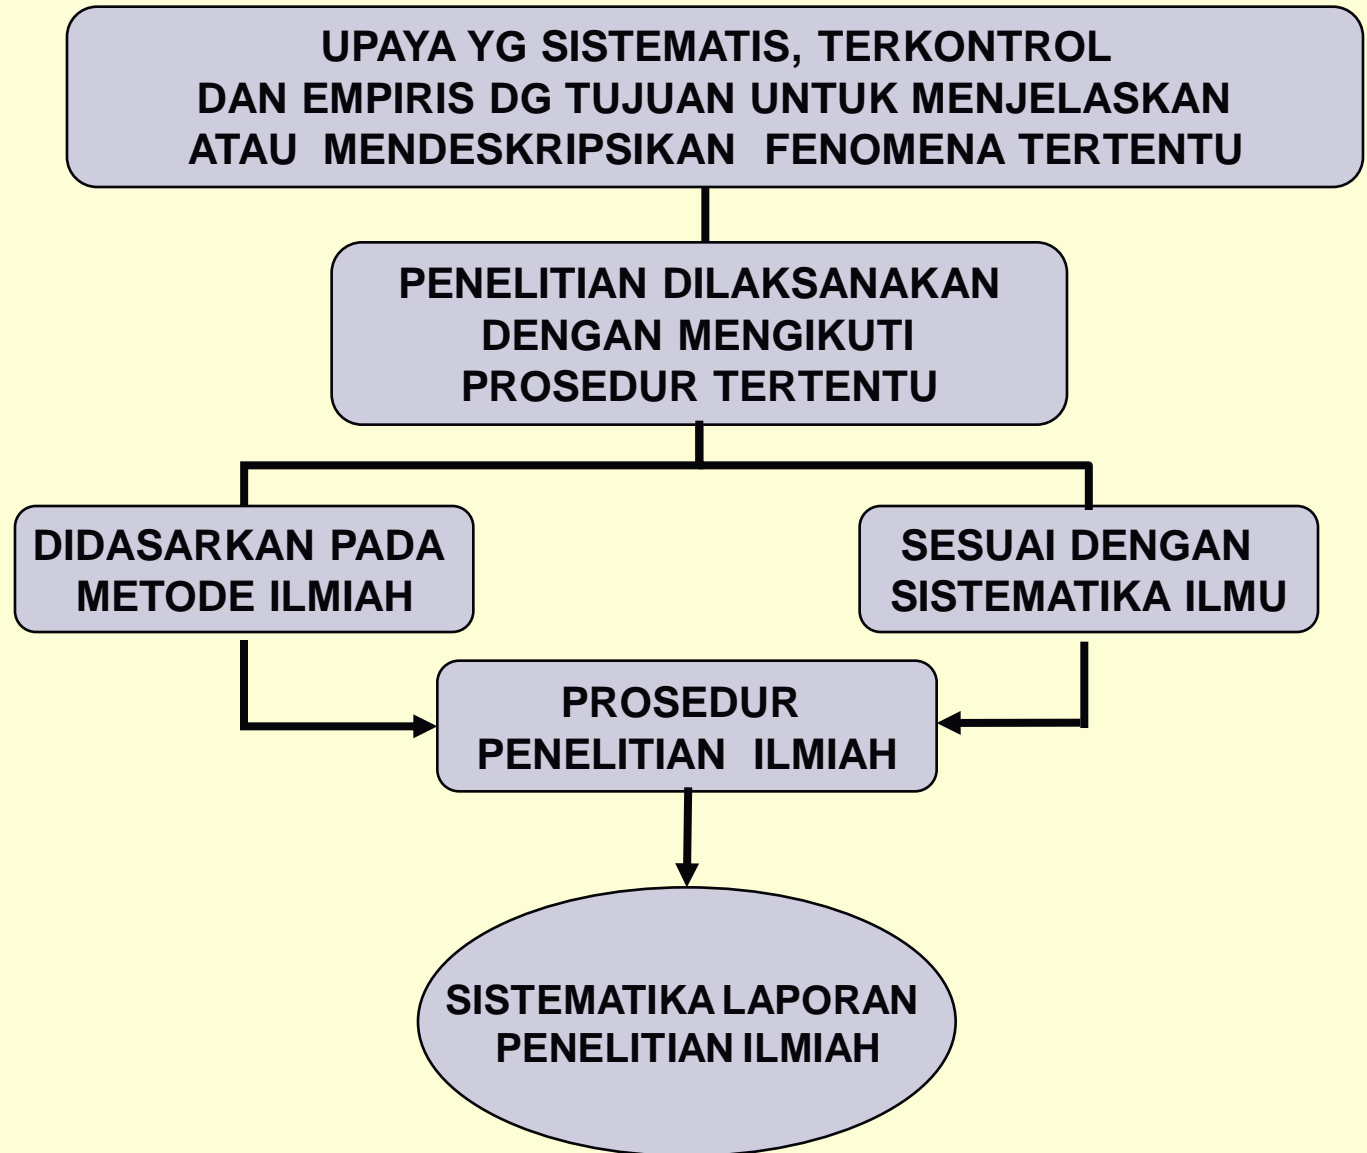 UPAYA YG SISTEMATIS, TERKONTROL
DAN EMPIRIS DG TUJUAN UNTUK MENJELASKAN
ATAU MENDESKRIPSIKAN FENOMENA TERTENTU
PENELITIAN DILAKSANAKAN
DENGAN MENGIKUTI
PROSEDUR TERTENTU
DIDASARKAN PADA
METODE ILMIAH
SESUAI DENGAN
SISTEMATIKA ILMU
PROSEDUR
PENELITIAN ILMIAH
SISTEMATIKA LAPORAN
PENELITIAN ILMIAH